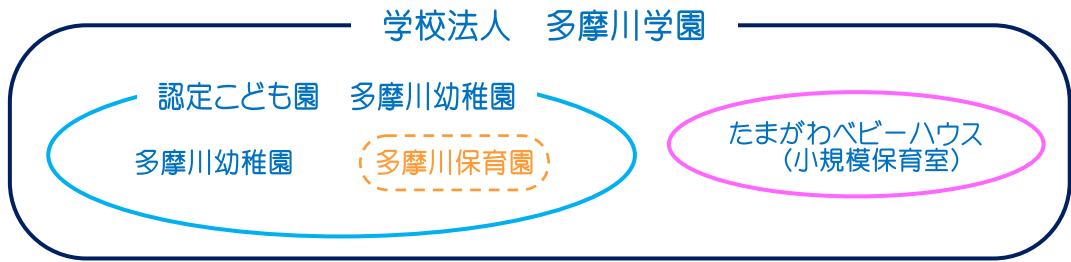 学校法人　多摩川学園
認定こども園　多摩川幼稚園
多摩川幼稚園
多摩川保育園
たまがわベビーハウス
（小規模保育室）